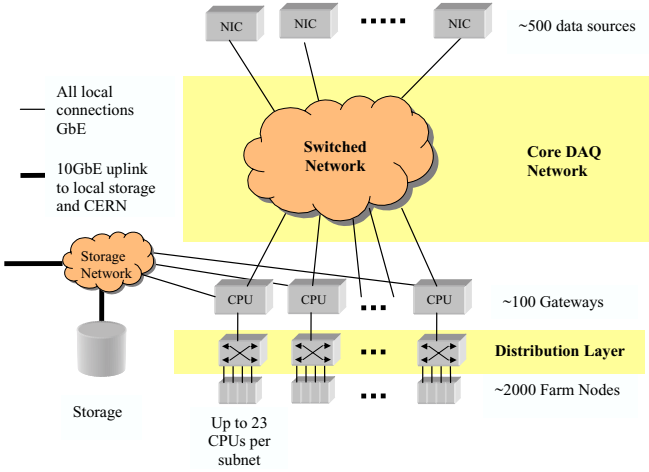 NIC
NIC
NIC
~500 data sources
All local
connections
GbE
10GbE uplink
to local storage
and CERN
Switched
Network
Core DAQ
Network
Storage
Network
CPU
CPU
CPU
~100 Gateways
Distribution Layer
~2000 Farm Nodes
Storage
Up to 23
CPUs per
subnet